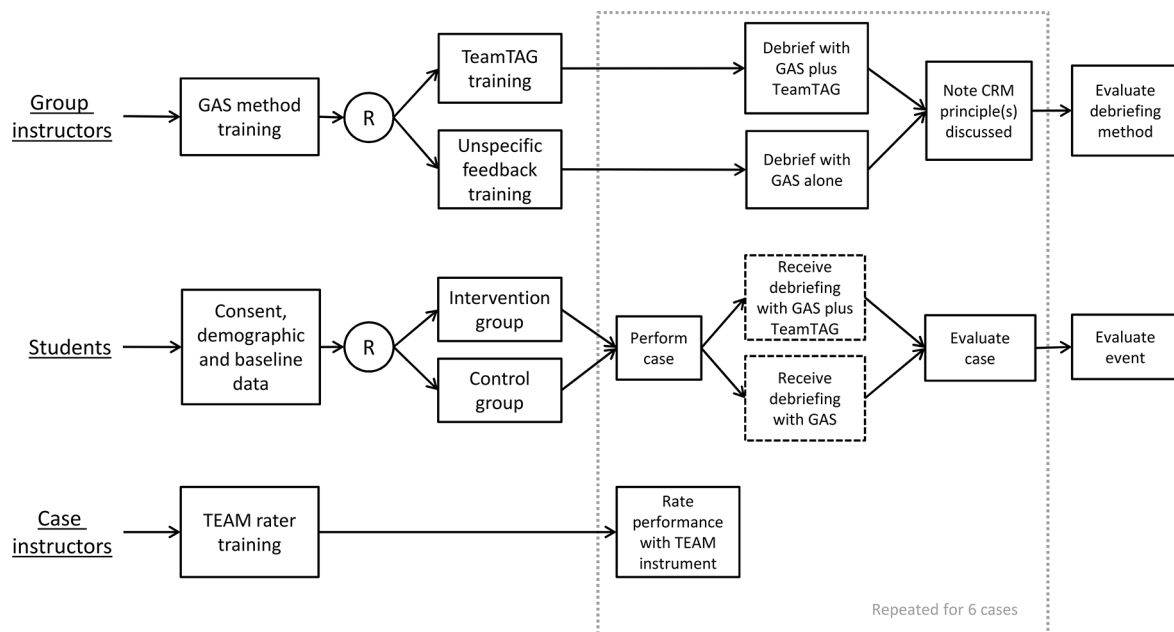 Group
instructors
GAS method
training
R
TeamTAG
training
Unspecific
feedback
training
Debrief with
GAS plus
TeamTAG
Debrief with
GAS alone
Note CRM
principle(s)
discussed
Evaluate
debriefing
method
Students
Consent,
demographic
and baseline
data
R
Intervention
group
Control
group
Perform
case
Receive
debriefing
with GAS plus
TeamTAG
Receive
debriefing
with GAS
Evaluate
case
Evaluate
event
Case
instructors
TEAM rater
training
Rate
performance
with TEAM
instrument
Repeated for 6 cases